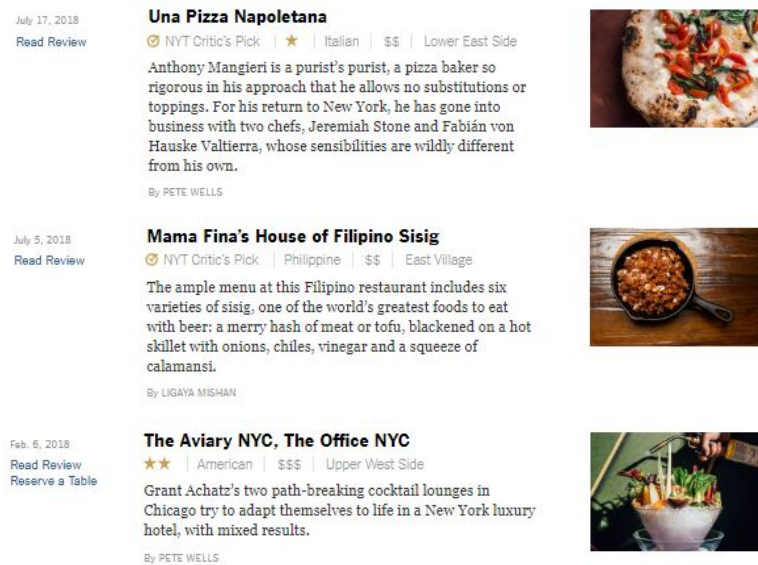 July 17, 2018
Read Review
Una Pizza Napoletana
NYT Critic's Pick | ★ | Italian | $$ | Lower East Side
Anthony Mangieri is a purist's purist, a pizza baker so
rigorous in his approach that he allows no substitutions or
toppings. For his return to New York, he has gone into
business with two chefs, Jeremiah Stone and Fabián von
Hauske Valtierra, whose sensibilities are wildly different
from his own.
By PETE WELLS
July 5, 2018
Read Review
Mama Fina's House of Filipino Sisig
NYT Critic's Pick | Philippine | $$ | East Village
The ample menu at this Filipino restaurant includes six
varieties of sisig, one of the world's greatest foods to eat
with beer: a merry hash of meat or tofu, blackened on a hot
skillet with onions, chiles, vinegar and a squeeze of
calamansi.
By LIGAYA MISHAN
Feb. 6, 2018
Read Review
Reserve a Table
The Aviary NYC, The Office NYC
★★ | American | $$$ | Upper West Side
Grant Achatz's two path-breaking cocktail lounges in
Chicago try to adapt themselves to life in a New York luxury
hotel, with mixed results.
By PETE WELLS